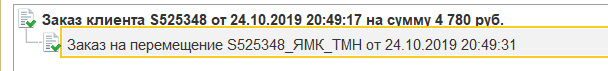 Заказ клиента S525348 от 24.10.2019 20:49:17 на сумму 4 780 руб.
Заказ на перемещение S525348_ЯМК_ТМН от 24.10.2019 20:49:31